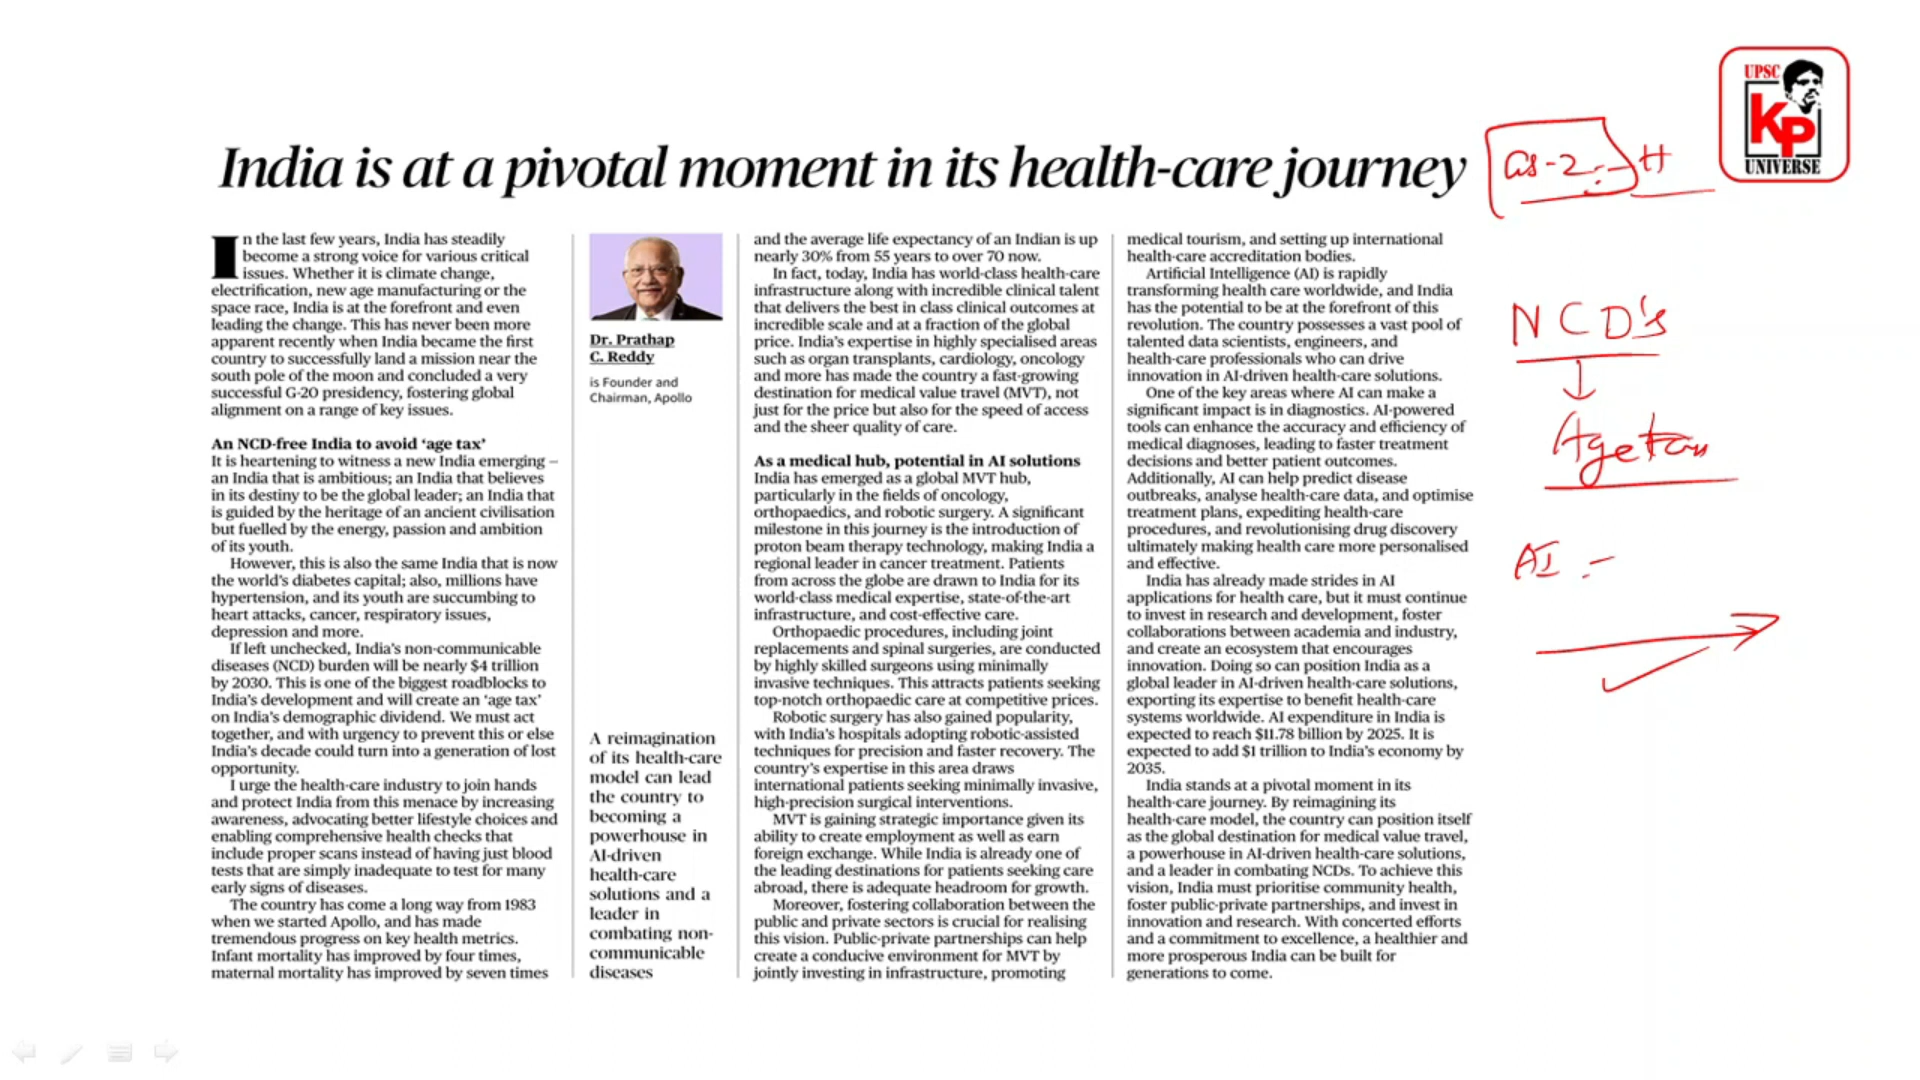 India is at a pivotal moment in its health-care journey
In the last few years, India has steadily
become a strong voice for various critical
issues. Whether it is climate change,
electrification, new age manufacturing or the
space race, India is at the forefront and even
leading the change. This has never been more
apparent recently when India became the first
country to successfully land a mission near the
south pole of the moon and concluded a very
successful G-20 presidency, fostering global
alignment on a range of key issues.
An NCD-free India to avoid ‘age tax’
It is heartening to witness a new India emerging —
an India that is ambitious; an India that believes
in its destiny to be the global leader; an India that
is guided by the heritage of an ancient civilisation
but fuelled by the energy, passion and ambition
of its youth.
However, this is also the same India that is now
the world’s diabetes capital; also, millions have
hypertension, and its youth are succumbing to
heart attacks, cancer, respiratory issues,
depression and more.
If left unchecked, India’s non-communicable
diseases (NCD) burden will be nearly $4 trillion
by 2030. This is one of the biggest roadblocks to
India’s development and will create an ‘age tax’
on India’s demographic dividend. We must act
together, and with urgency to prevent this or else
India’s decade could turn into a generation of lost
opportunity.
I urge the health-care industry to join hands
and protect India from this menace by increasing
awareness, advocating better lifestyle choices and
enabling comprehensive health checks that
include proper scans instead of having just blood
tests that are simply inadequate to test for many
early signs of diseases.
The country has come a long way from 1983
when we started Apollo, and has made
tremendous progress on key health metrics.
Infant mortality has improved by four times,
maternal mortality has improved by seven times
Dr. Prathap
C. Reddy
is Founder and
Chairman, Apollo
A reimagination
of its health-care
model can lead
the country to
becoming a
powerhouse in
AI-driven
health-care
solutions and a
leader in
combating non-
communicable
diseases
and the average life expectancy of an Indian is up
nearly 30% from 55 years to over 70 now.
In fact, today, India has world-class health-care
infrastructure along with incredible clinical talent
that delivers the best in class clinical outcomes at
incredible scale and at a fraction of the global
price. India’s expertise in highly specialised areas
such as organ transplants, cardiology, oncology
and more has made the country a fast-growing
destination for medical value travel (MVT), not
just for the price but also for the speed of access
and the sheer quality of care.
As a medical hub, potential in AI solutions
India has emerged as a global MVT hub,
particularly in the fields of oncology,
orthopaedics, and robotic surgery. A significant
milestone in this journey is the introduction of
proton beam therapy technology, making India a
regional leader in cancer treatment. Patients
from across the globe are drawn to India for its
world-class medical expertise, state-of-the-art
infrastructure, and cost-effective care.
Orthopaedic procedures, including joint
replacements and spinal surgeries, are conducted
by highly skilled surgeons using minimally
invasive techniques. This attracts patients seeking
top-notch orthopaedic care at competitive prices.
Robotic surgery has also gained popularity,
with India’s hospitals adopting robotic-assisted
techniques for precision and faster recovery. The
country’s expertise in this area draws
international patients seeking minimally invasive,
high-precision surgical interventions.
MVT is gaining strategic importance given its
ability to create employment as well as earn
foreign exchange. While India is already one of
the leading destinations for patients seeking care
abroad, there is adequate headroom for growth.
Moreover, fostering collaboration between the
public and private sectors is crucial for realising
this vision. Public-private partnerships can help
create a conducive environment for MVT by
jointly investing in infrastructure, promoting
medical tourism, and setting up international
health-care accreditation bodies.
Artificial Intelligence (AI) is rapidly
transforming health care worldwide, and India
has the potential to be at the forefront of this
revolution. The country possesses a vast pool of
talented data scientists, engineers, and
health-care professionals who can drive
innovation in AI-driven health-care solutions.
One of the key areas where AI can make a
significant impact is in diagnostics. AI-powered
tools can enhance the accuracy and efficiency of
medical diagnoses, leading to faster treatment
decisions and better patient outcomes.
Additionally, AI can help predict disease
outbreaks, analyse health-care data, and optimise
treatment plans, expediting health-care
procedures, and revolutionising drug discovery
ultimately making health care more personalised
and effective.
India has already made strides in AI
applications for health care, but it must continue
to invest in research and development, foster
collaborations between academia and industry,
and create an ecosystem that encourages
innovation. Doing so can position India as a
global leader in AI-driven health-care solutions,
exporting its expertise to benefit health-care
systems worldwide. AI expenditure in India is
expected to reach $11.78 billion by 2025. It is
expected to add $1 trillion to India’s economy by
2035.
India stands at a pivotal moment in its
health-care journey. By reimagining its
health-care model, the country can position itself
as the global destination for medical value travel,
a powerhouse in AI-driven health-care solutions,
and a leader in combating NCDs. To achieve this
vision, India must prioritise community health,
foster public-private partnerships, and invest in
innovation and research. With concerted efforts
and a commitment to excellence, a healthier and
more prosperous India can be built for
generations to come.
GS-2 :- H
NCD's
Age tax
AI :-
UPSC
KP
UNIVERSE